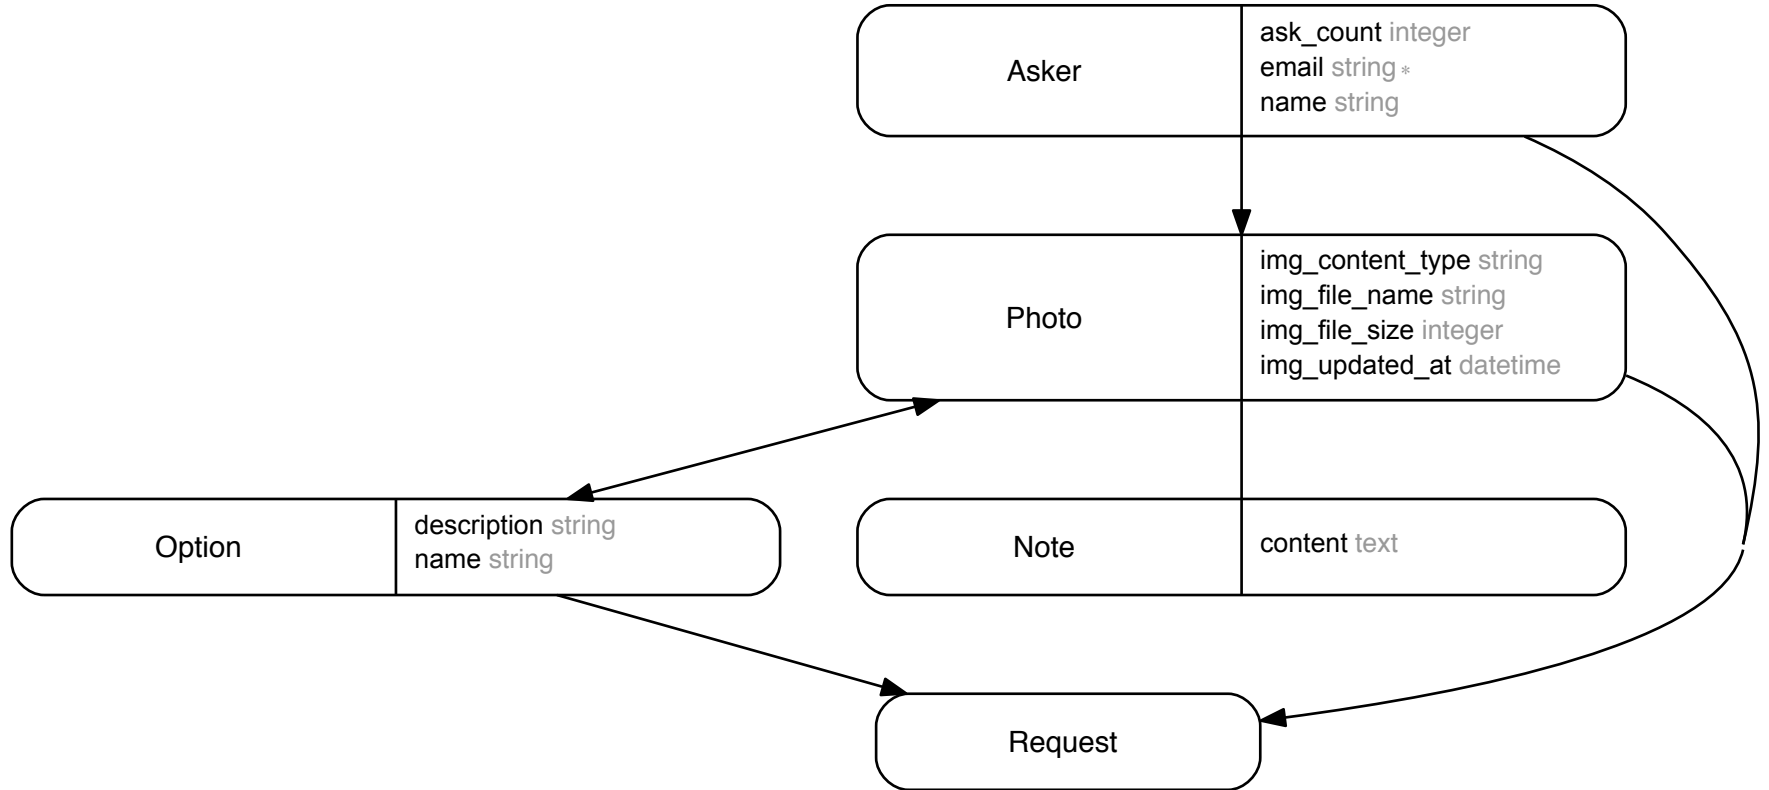 Asker
ask_count integer
email string *
name string
Photo
img_content_type string
img_file_name string
img_file_size integer
img_updated_at datetime
Option
description string
name string
Note
content text
Request